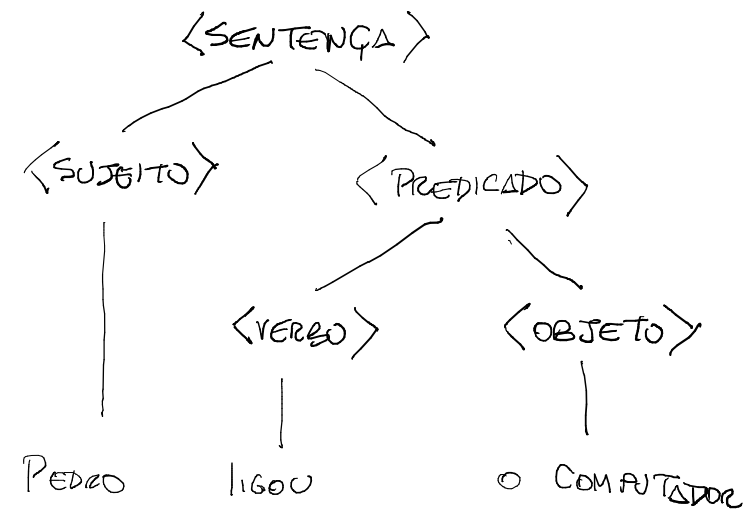 <SENTENÇA>
<SUJEITO> <PREDICADO>
<VERBO> <OBJETO>
PEDRO LIGOU O COMPUTADOR